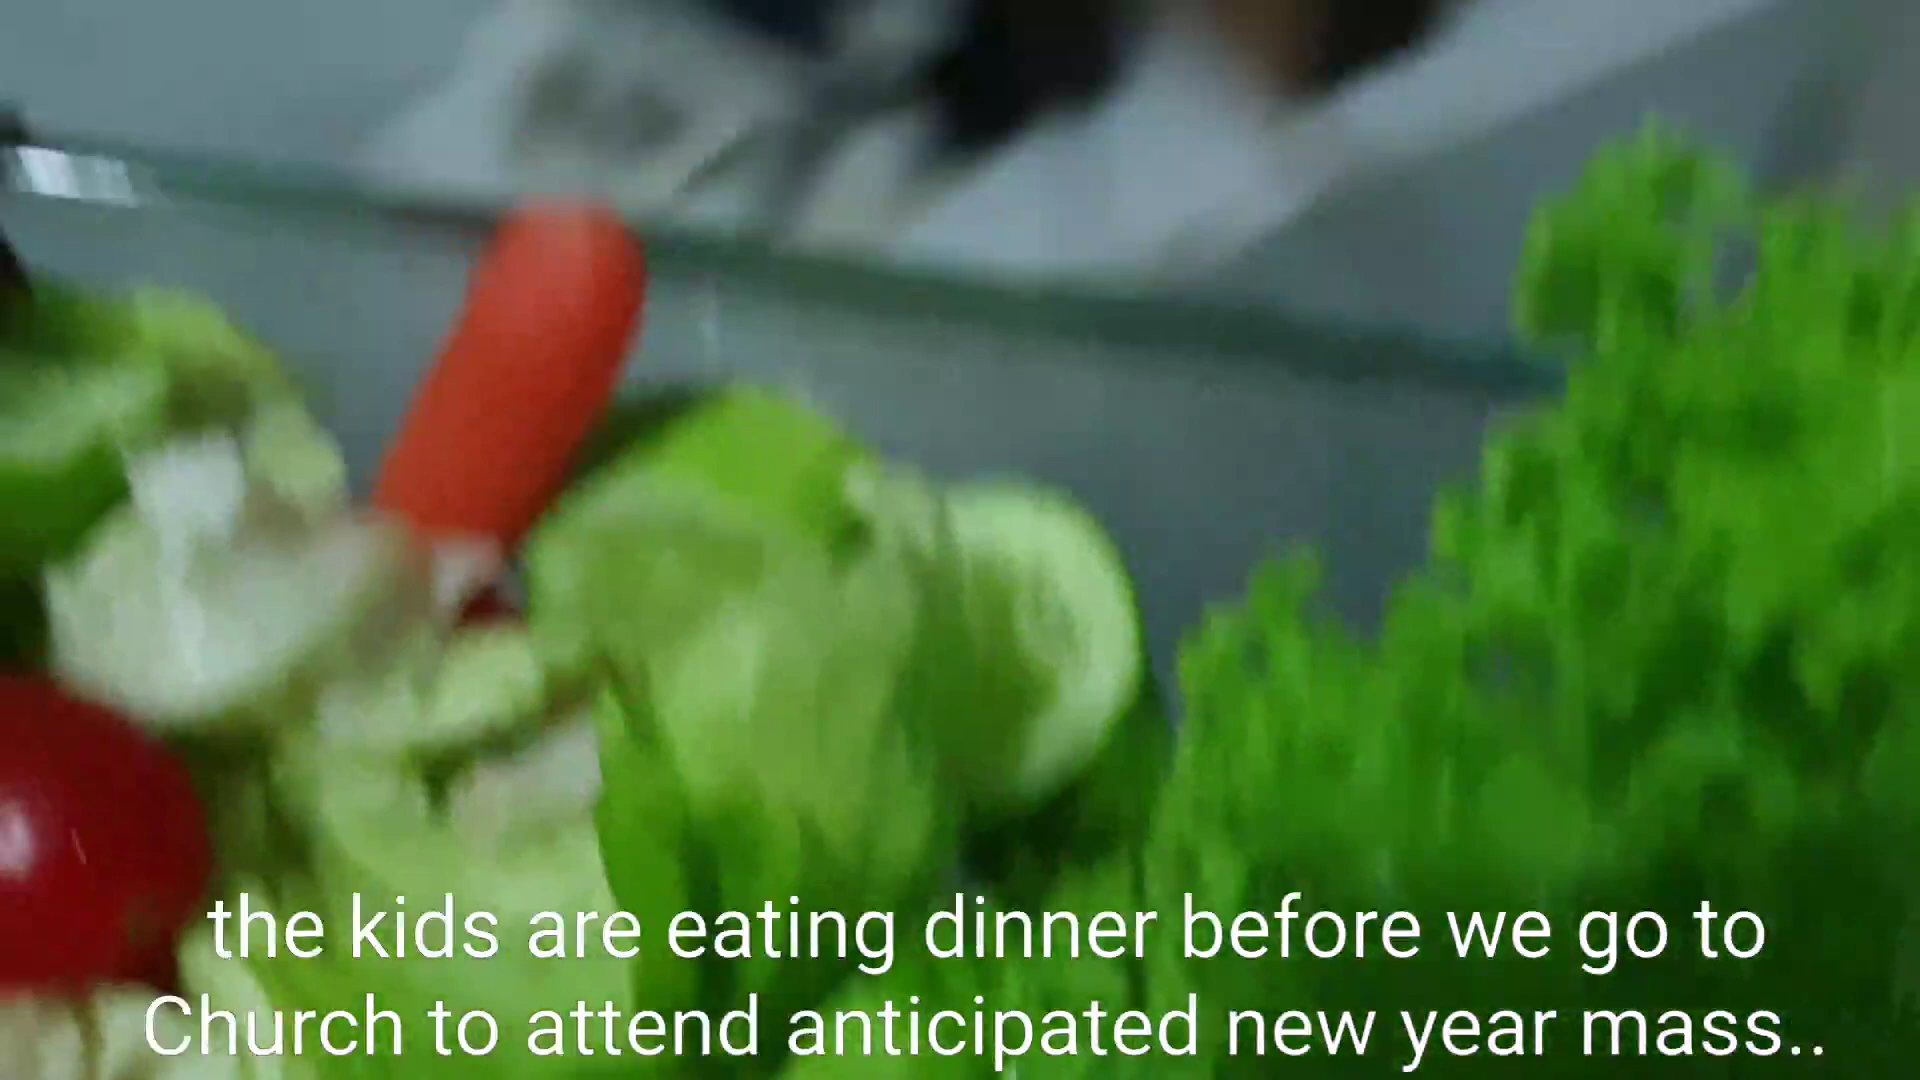 the kids are eating dinner before we go to
Church to attend anticipated new year mass..